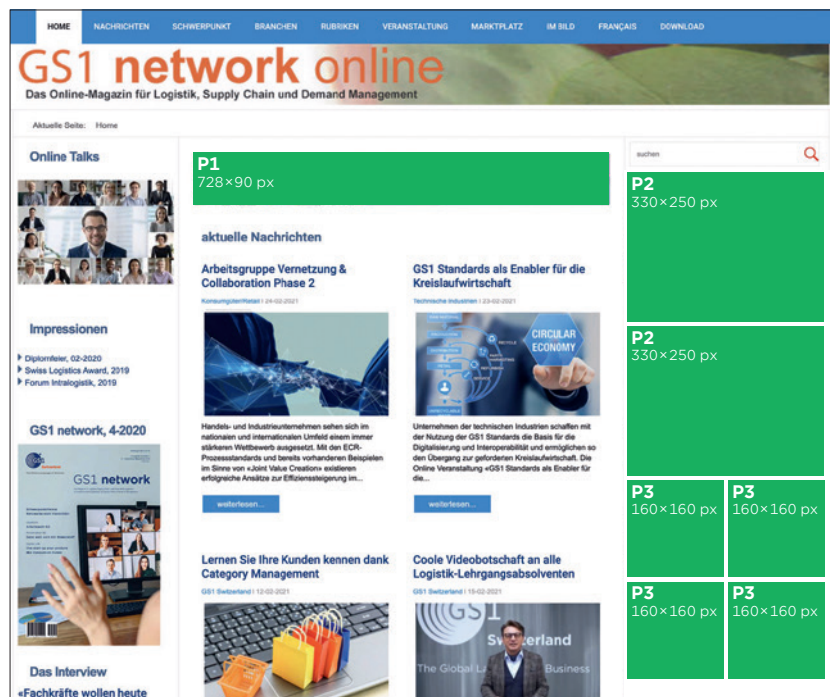 HOME NACHRICHTEN SCHWERPUNKT BRANCHEN RUBRIKEN VERANSTALTUNG MARKTPLATZ IM BILD FRANÇAIS DOWNLOAD
GS1 network online
Das Online-Magazin für Logistik, Supply Chain und Demand Management
Aktuelle Seite: Home
Online Talks
Impressionen
Diplomfeier, 02-2020
Swiss Logistics Award, 2019
Forum Intralogistik, 2019
GS1 network, 4-2020
GS1 network
Das Interview
«Fachkräfte wollen heute
P1
728×90 px
aktuelle Nachrichten
Arbeitsgruppe Vernetzung &
Collaboration Phase 2
Konsumgüter/Retail | 24-02-2021
Handels- und Industrieunternehmen sehen sich im
nationalen und internationalen Umfeld einem immer
stärkeren Wettbewerb ausgesetzt. Mit den ECR-
Prozessstandards und bereits vorhandenen Beispielen
im Sinne von «Joint Value Creation» existieren
erfolgreiche Ansätze zur Effizienssteigerung im...
weiterlesen...
GS1 Standards als Enabler für die
Kreislaufwirtschaft
Technische Industrien | 23-02-2021
CIRCULAR
ECONOMY
Unternehmen der technischen Industrien schaffen mit
der Nutzung der GS1 Standards die Basis für die
Digitalisierung und Interoperabilität und ermöglichen so
den Übergang zur geforderten Kreislaufwirtschaft. Die
Online Veranstaltung «GS1 Standards als Enabler für
die...
weiterlesen...
Lernen Sie Ihre Kunden kennen dank
Category Management
GS1 Switzerland | 12-02-2021
Coole Videobotschaft an alle
Logistik-Lehrgangsabsolventen
GS1 Switzerland | 15-02-2021
GS1
Switzerland
The Global La Business
suchen
P2
330×250 px
P2
330×250 px
P3
160×160 px
P3
160×160 px
P3
160×160 px
P3
160×160 px